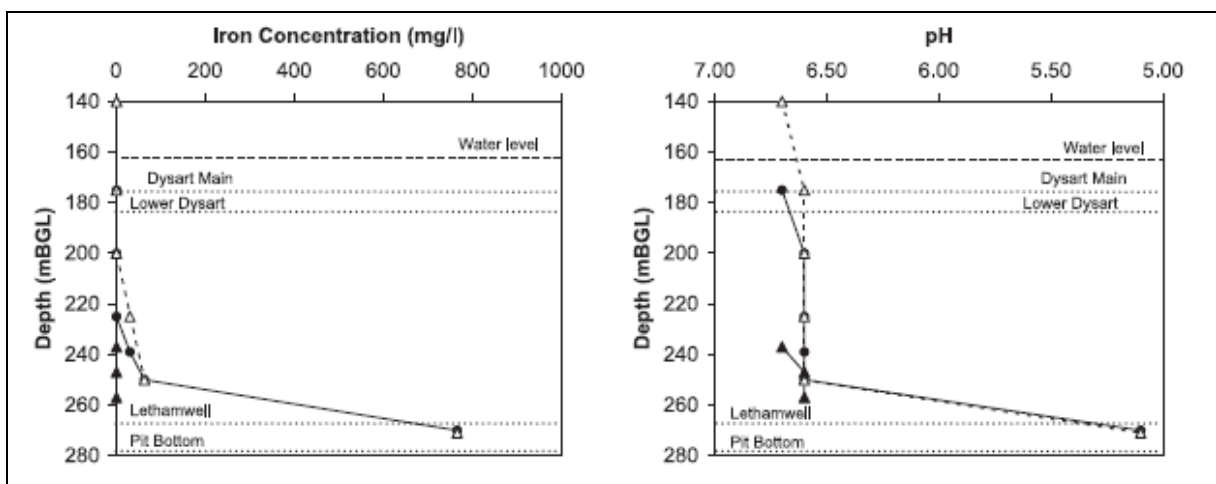 Iron Concentration (mg/l)
0 200 400 600 800 1000
Depth (mBGL)
140
160
180
200
220
240
260
280
Water level
Dysart Main
Lower Dysart
Lethamwell
Pit Bottom
pH
7.00 6.50 6.00 5.50 5.00
Depth (mBGL)
140
160
180
200
220
240
260
280
Water level
Dysart Main
Lower Dysart
Lethamwell
Pit Bottom